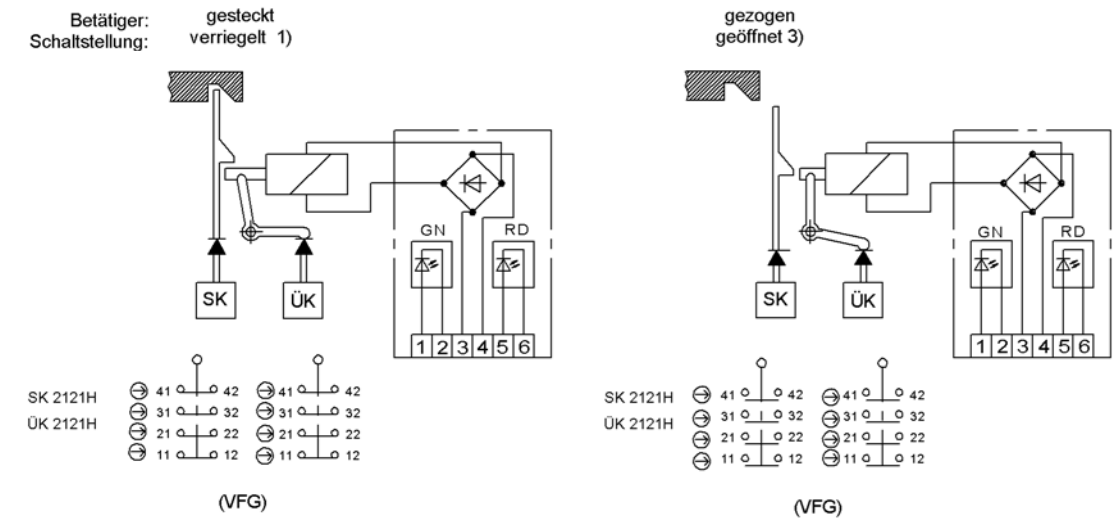 Betätiger: gesteckt gezogen
Schaltstellung: verriegelt 1) geöffnet 3)
GN RD GN RD
SK ÜK SK ÜK
1 2 3 4 5 6 1 2 3 4 5 6
41 42 41 42 41 42 41 42
SK 2121H SK 2121H
31 32 31 32 31 32 31 32
ÜK 2121H ÜK 2121H
21 22 21 22 21 22 21 22
11 12 11 12 11 12 11 12
(VFG) (VFG)